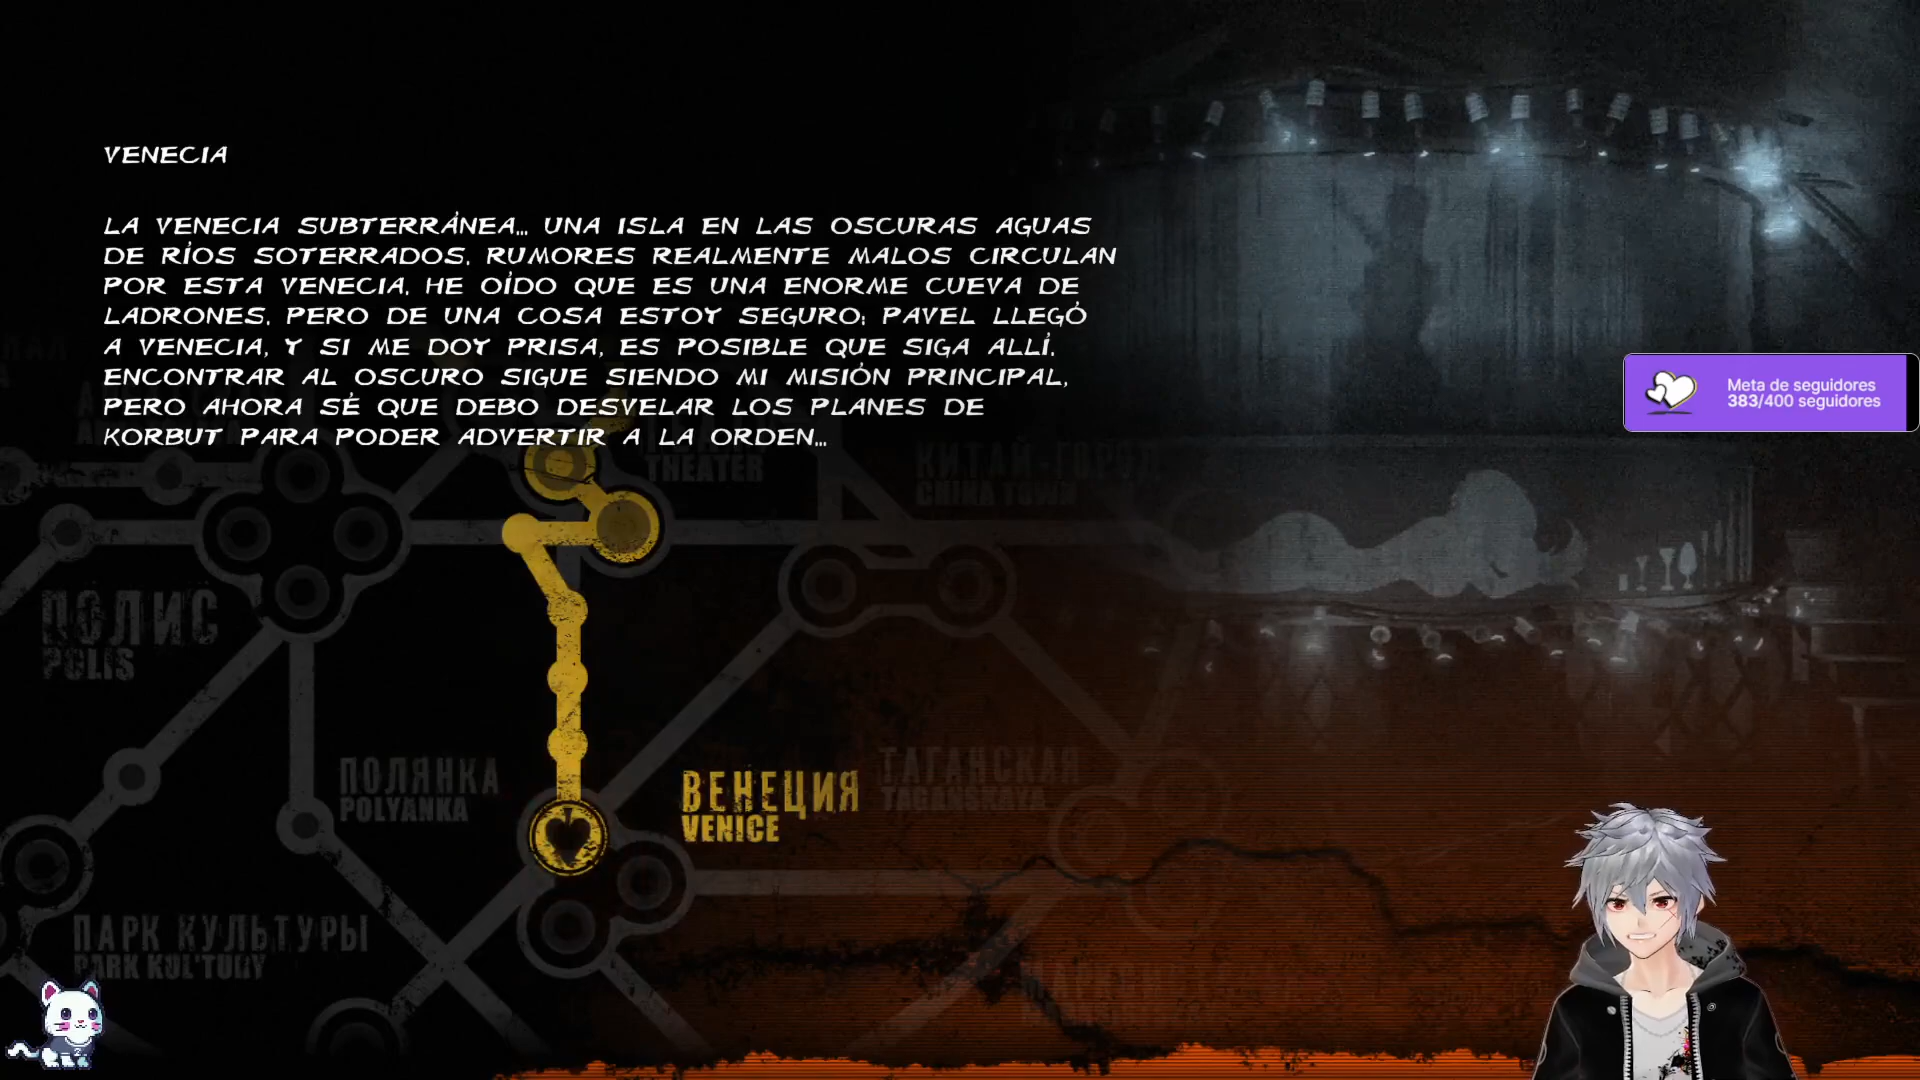 VENECIA
LA VENECIA SUBTERRÁNEA... UNA ISLA EN LAS OSCURAS AGUAS
DE RÍOS SOTERRADOS. RUMORES REALMENTE MALOS CIRCULAN
POR ESTA VENECIA. HE OÍDO QUE ES UNA ENORME CUEVA DE
LADRONES. PERO DE UNA COSA ESTOY SEGURO: PAVEL LLEGÓ
A VENECIA, Y SI ME DOY PRISA, ES POSIBLE QUE SIGA ALLÍ.
ENCONTRAR AL OSCURO SIGUE SIENDO MI MISIÓN PRINCIPAL,
PERO AHORA SÉ QUE DEBO DESVELAR LOS PLANES DE
KORBUT PARA PODER ADVERTIR A LA ORDEN...
Meta de seguidores
383/400 seguidores
THEATER
КИТАЙ-ГОРОД
CHINA TOWN
ПОЛИС
POLIS
ПОЛЯНКА
POLYANKA
ВЕНЕЦИЯ
VENICE
ТАГАНСКАЯ
TAGANSKAYA
ПАРК КУЛЬТУРЫ
PARK KUL'TURY